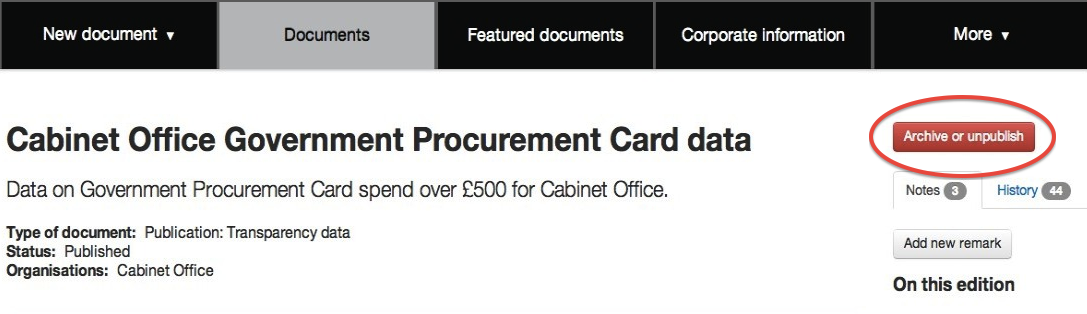 New document ▼ Documents Featured documents Corporate information More ▼
Cabinet Office Government Procurement Card data
Archive or unpublish
Data on Government Procurement Card spend over £500 for Cabinet Office.
Notes 3 History 44
Type of document: Publication: Transparency data
Status: Published
Organisations: Cabinet Office
Add new remark
On this edition